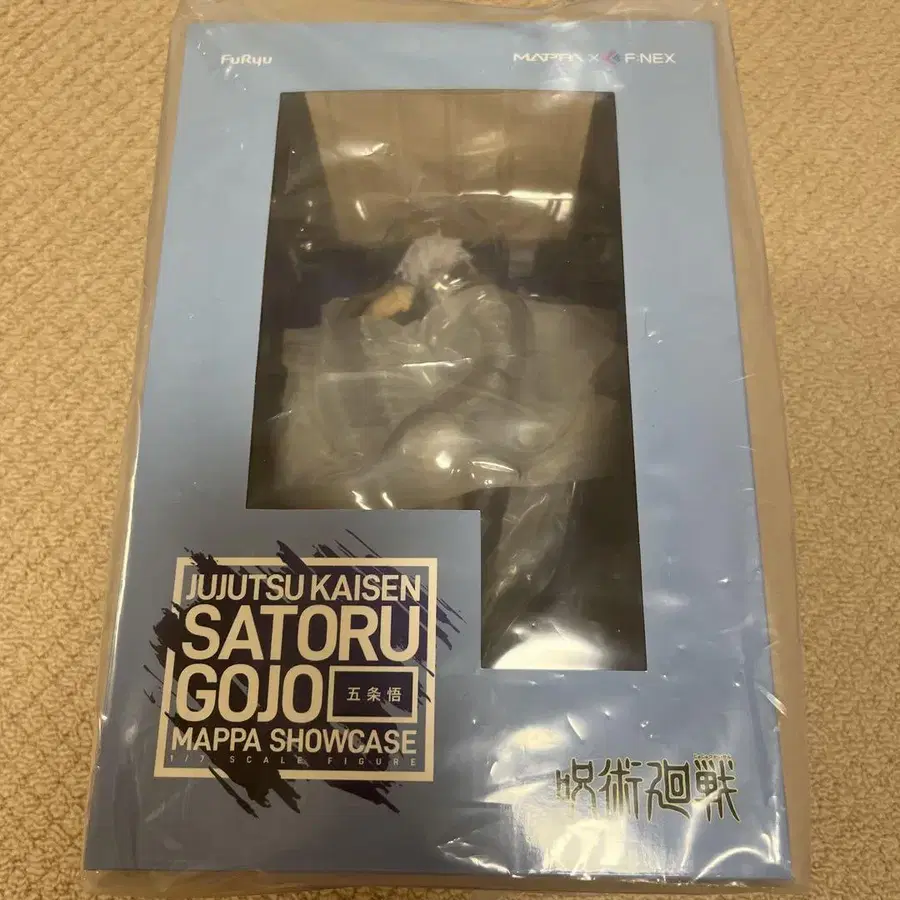 FuRyu
MAPPA × F:NEX
JUJUTSU KAISEN
SATORU
GOJO
五条悟
MAPPA SHOWCASE
1/7 SCALE FIGURE
呪術廻戦